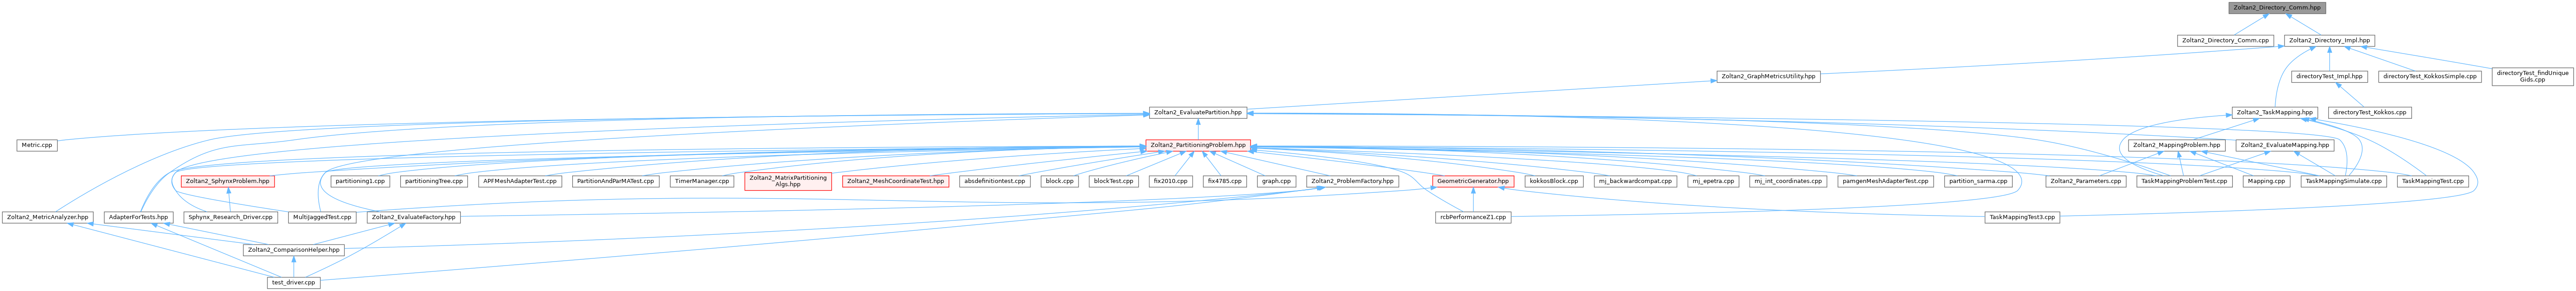 Zoltan2_Directory_Comm.hpp
Zoltan2_Directory_Comm.cpp
Zoltan2_Directory_Impl.hpp
Zoltan2_GraphMetricsUtility.hpp
directoryTest_Impl.hpp
directoryTest_KokkosSimple.cpp
directoryTest_findUnique
Gids.cpp
Zoltan2_EvaluatePartition.hpp
Zoltan2_TaskMapping.hpp
directoryTest_Kokkos.cpp
Metric.cpp
Zoltan2_PartitioningProblem.hpp
Zoltan2_MappingProblem.hpp
Zoltan2_EvaluateMapping.hpp
Zoltan2_SphynxProblem.hpp
partitioning1.cpp
partitioningTree.cpp
APFMeshAdapterTest.cpp
PartitionAndParMATest.cpp
TimerManager.cpp
Zoltan2_MatrixPartitioning
Algs.hpp
Zoltan2_MeshCoordinateTest.hpp
absdefinitiontest.cpp
block.cpp
blockTest.cpp
fix2010.cpp
fix4785.cpp
graph.cpp
Zoltan2_ProblemFactory.hpp
GeometricGenerator.hpp
kokkosBlock.cpp
mj_backwardcompat.cpp
mj_epetra.cpp
mj_int_coordinates.cpp
pamgenMeshAdapterTest.cpp
partition_sarma.cpp
Zoltan2_Parameters.cpp
TaskMappingProblemTest.cpp
Mapping.cpp
TaskMappingSimulate.cpp
TaskMappingTest.cpp
Zoltan2_MetricAnalyzer.hpp
AdapterForTests.hpp
Sphynx_Research_Driver.cpp
MultiJaggedTest.cpp
Zoltan2_EvaluateFactory.hpp
rcbPerformanceZ1.cpp
TaskMappingTest3.cpp
Zoltan2_ComparisonHelper.hpp
test_driver.cpp